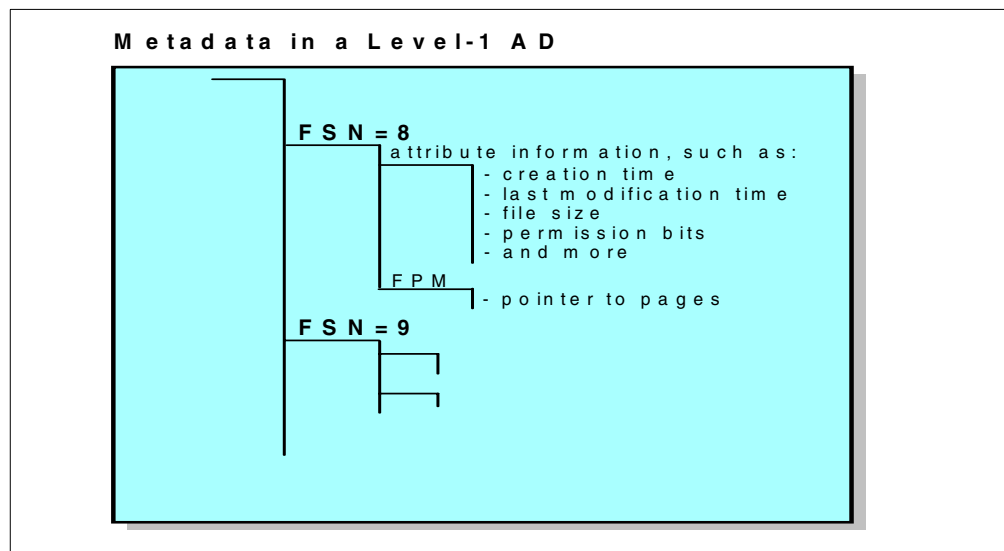 Metadata in a Level-1 AD
FSN=8
attribute information, such as:
- creation time
- last modification time
- file size
- permission bits
- and more
FPM
- pointer to pages
FSN=9